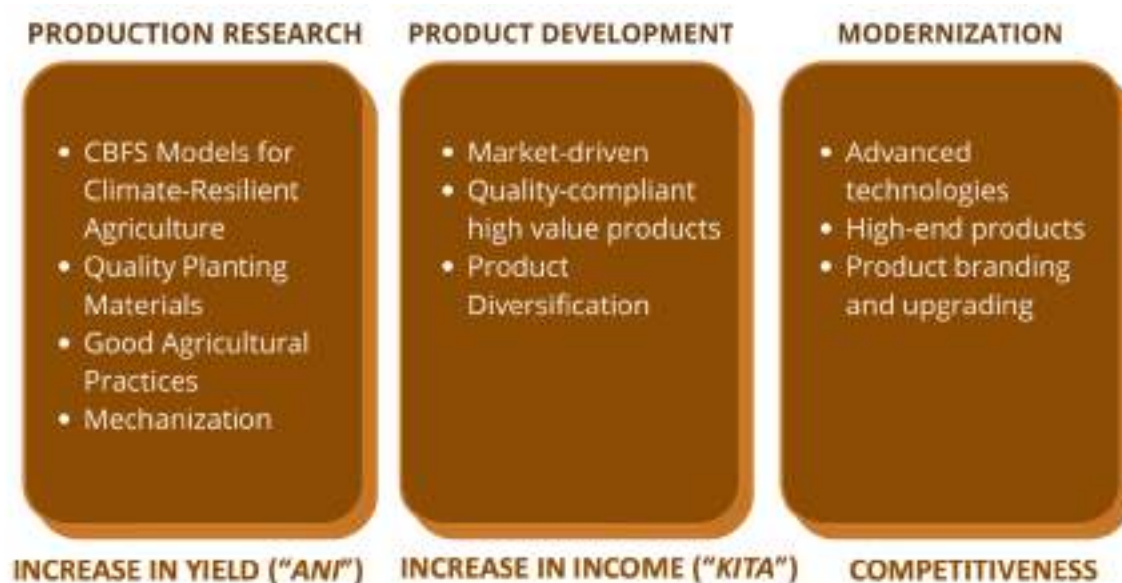 PRODUCTION RESEARCH
• CBFS Models for
Climate-Resilient
Agriculture
• Quality Planting
Materials
• Good Agricultural
Practices
• Mechanization
INCREASE IN YIELD ("ANI")
PRODUCT DEVELOPMENT
• Market-driven
• Quality-compliant
high value products
• Product
Diversification
INCREASE IN INCOME ("KITA")
MODERNIZATION
• Advanced
technologies
• High-end products
• Product branding
and upgrading
COMPETITIVENESS